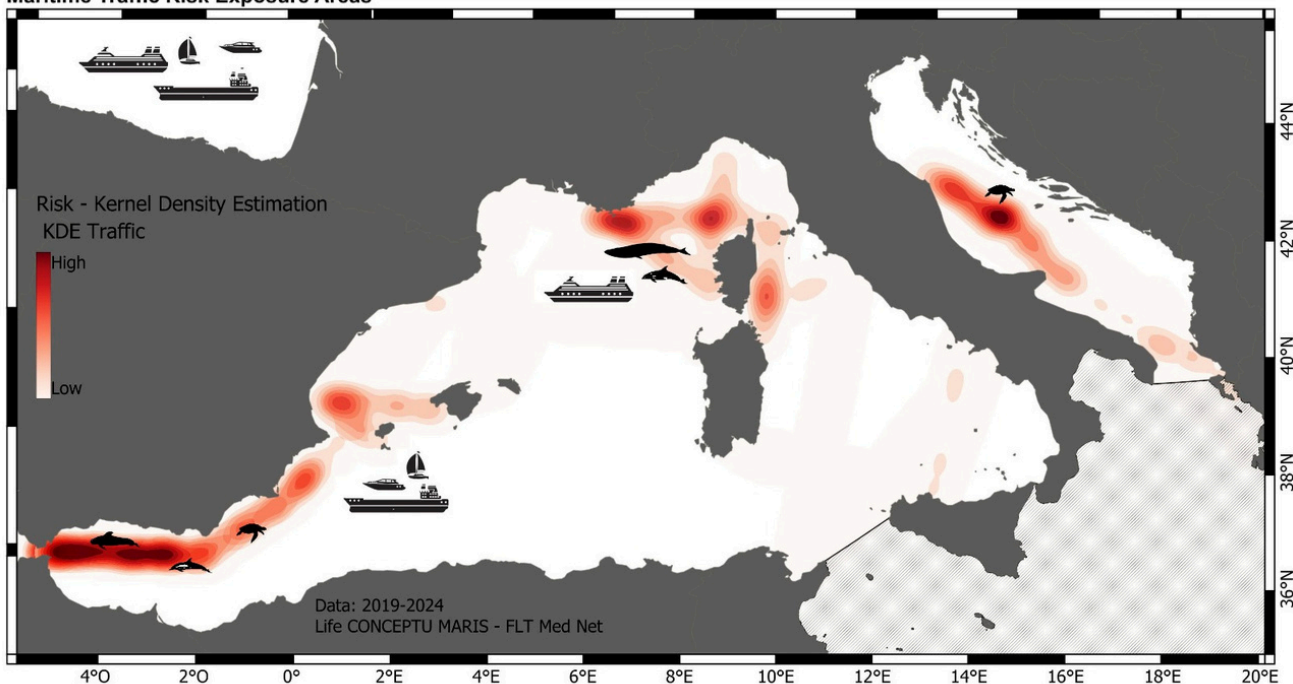 Maritime Traffic Risk Exposure Areas
Risk - Kernel Density Estimation
KDE Traffic
High
Low
Data: 2019-2024
Life CONCEPTU MARIS - FLT Med Net
44°N
42°N
40°N
38°N
36°N
4°O
2°O
0°
2°E
4°E
6°E
8°E
10°E
12°E
14°E
16°E
18°E
20°E